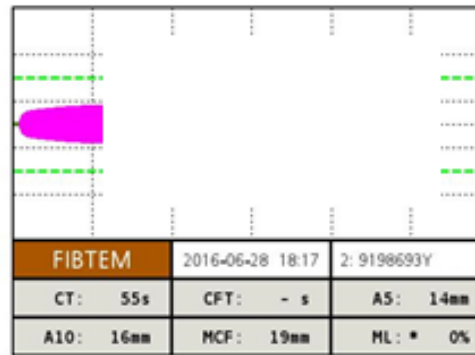 FIBTEM 2016-06-28 18:17 2: 9198693Y
CT: 55s CFT: - s A5: 14mm
A10: 16mm MCF: 19mm ML: * 0%